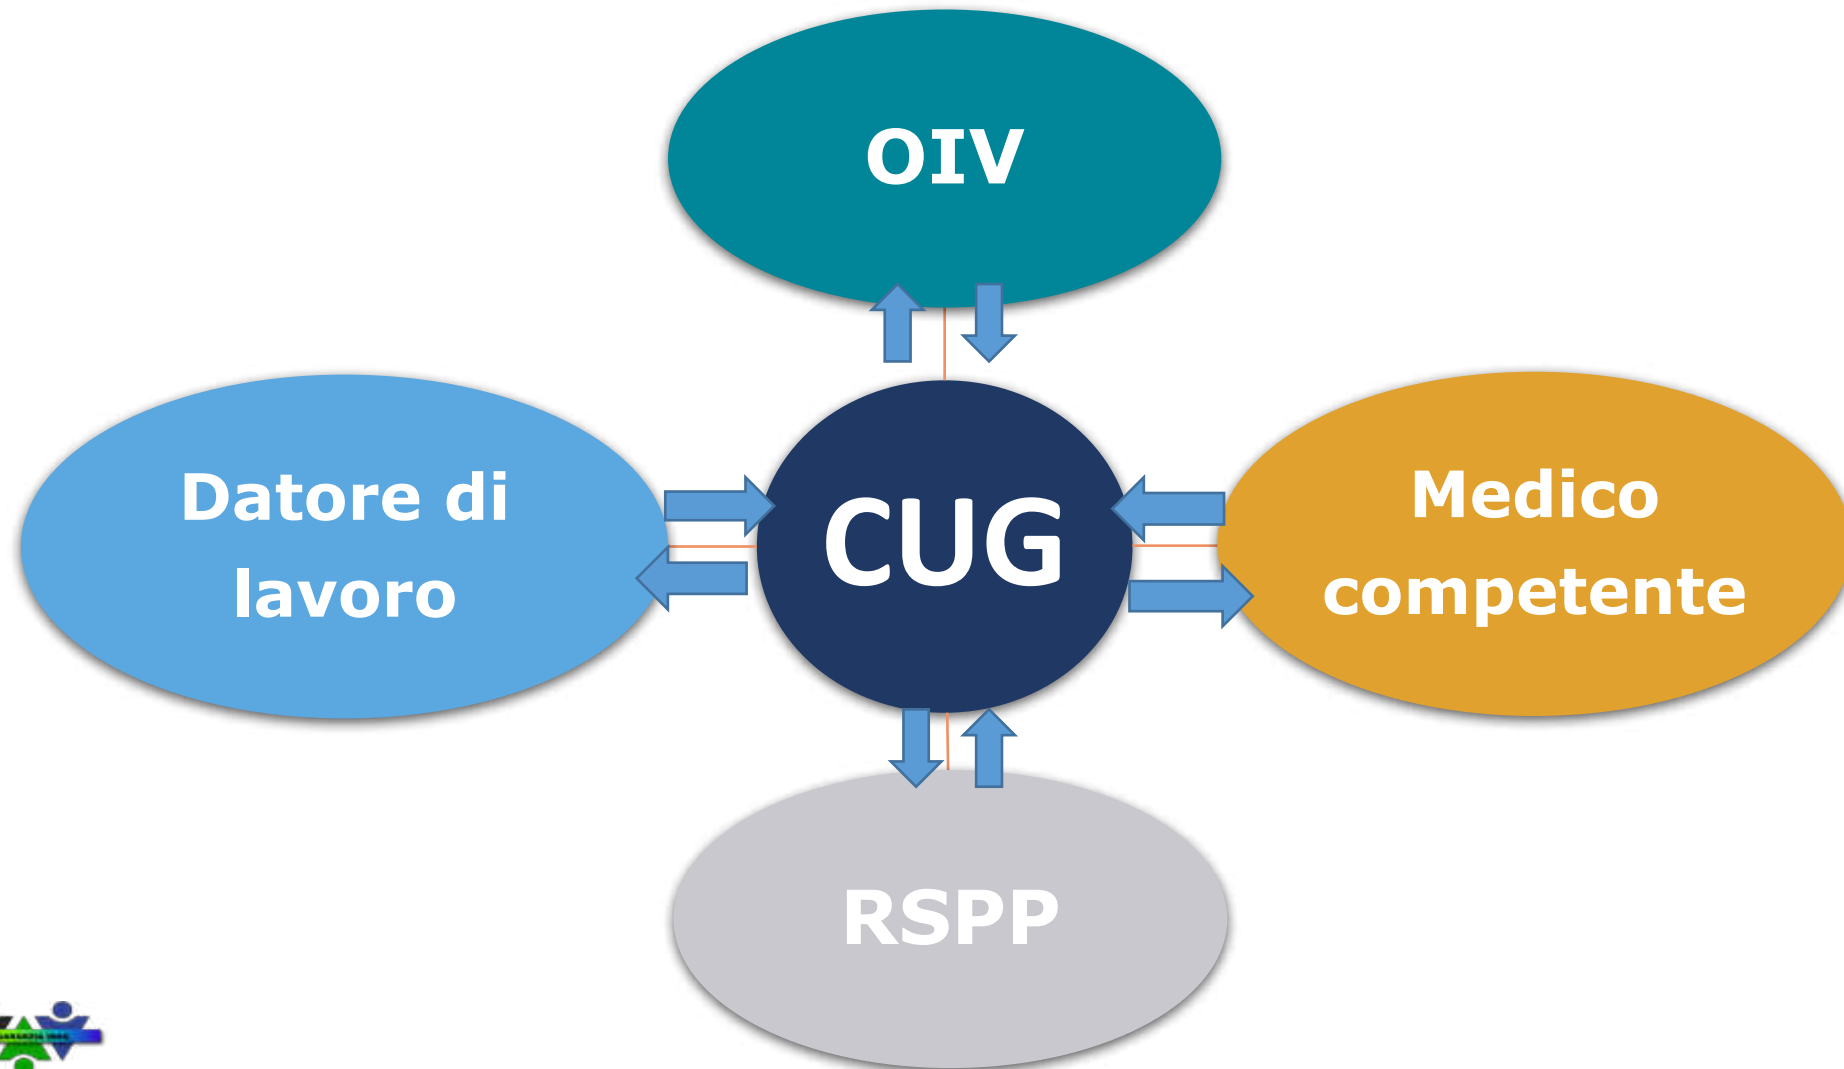 OIV
Datore di
lavoro
CUG
Medico
competente
RSPP